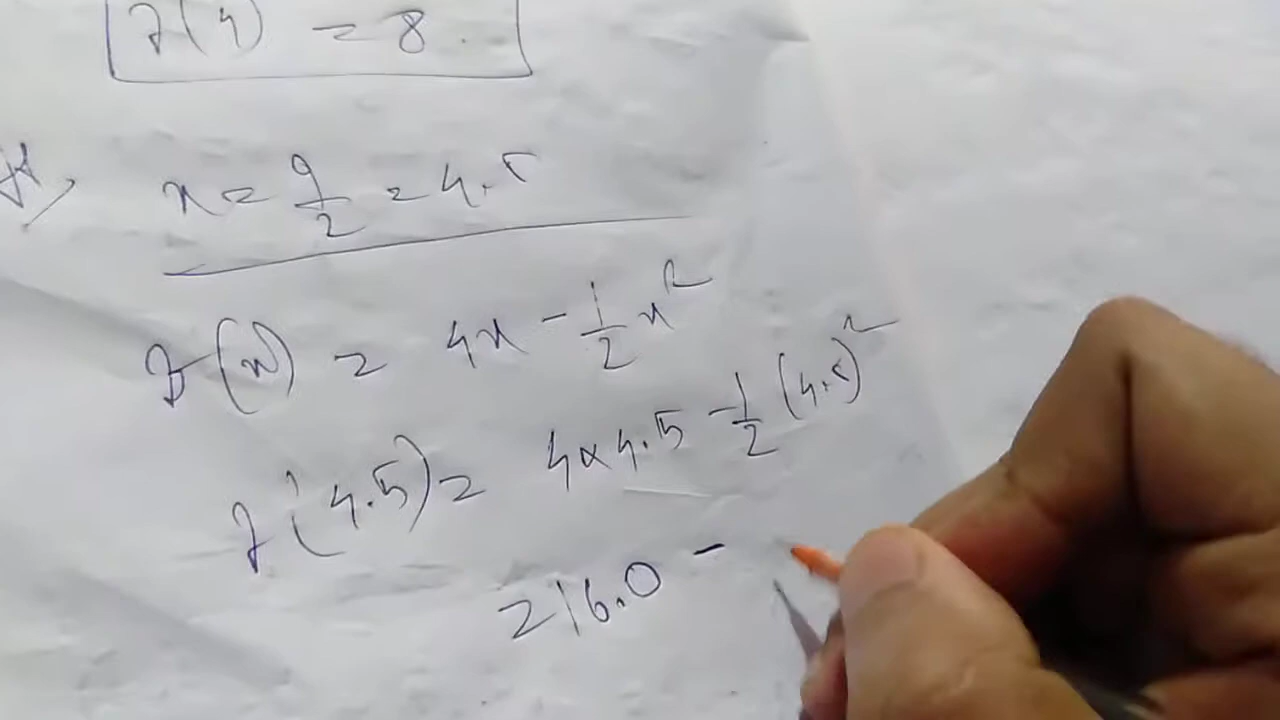 f(4) = 8.
At, x = 9/2 = 4.5
f(x) = 4x - 1/2 x²
f(4.5) = 4 x 4.5 - 1/2 (4.5)²
= 16.0 -